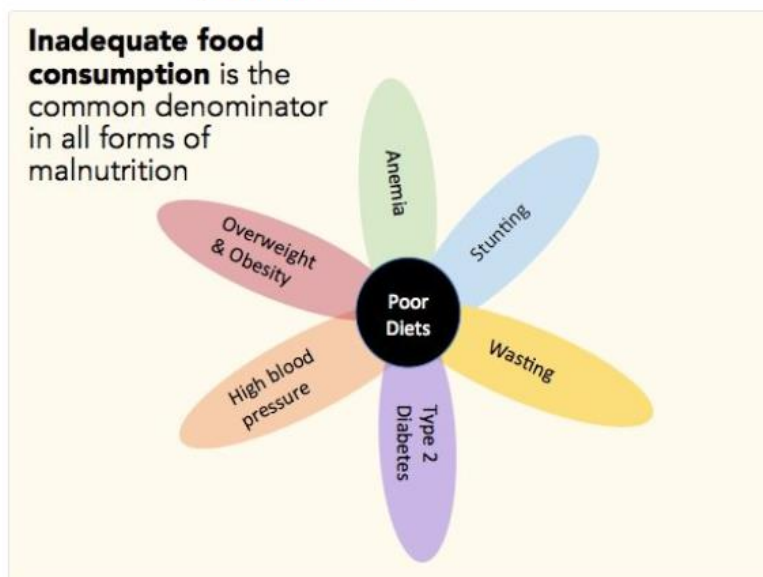 Inadequate food
consumption is the
common denominator
in all forms of
malnutrition
Anemia
Stunting
Overweight
& Obesity
Poor
Diets
Wasting
High blood
pressure
Type 2
Diabetes